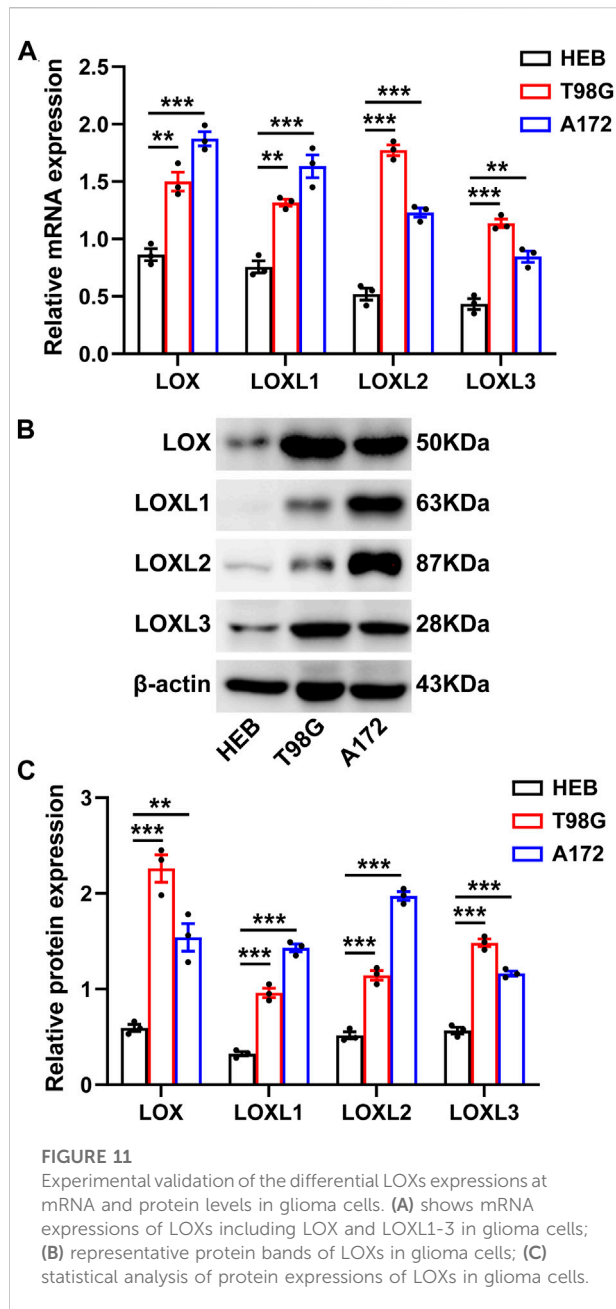 A
HEB
T98G
A172
Relative mRNA expression
2.5
2.0
1.5
1.0
0.5
0.0
*** ** *** ** *** *** ** ***
LOX LOXL1 LOXL2 LOXL3
B
LOX 50KDa
LOXL1 63KDa
LOXL2 87KDa
LOXL3 28KDa
β-actin 43KDa
HEB T98G A172
C
HEB
T98G
A172
Relative protein expression
3
2
1
0
** *** *** *** *** *** *** ***
LOX LOXL1 LOXL2 LOXL3
FIGURE 11
Experimental validation of the differential LOXs expressions at
mRNA and protein levels in glioma cells. (A) shows mRNA
expressions of LOXs including LOX and LOXL1-3 in glioma cells;
(B) representative protein bands of LOXs in glioma cells; (C)
statistical analysis of protein expressions of LOXs in glioma cells.